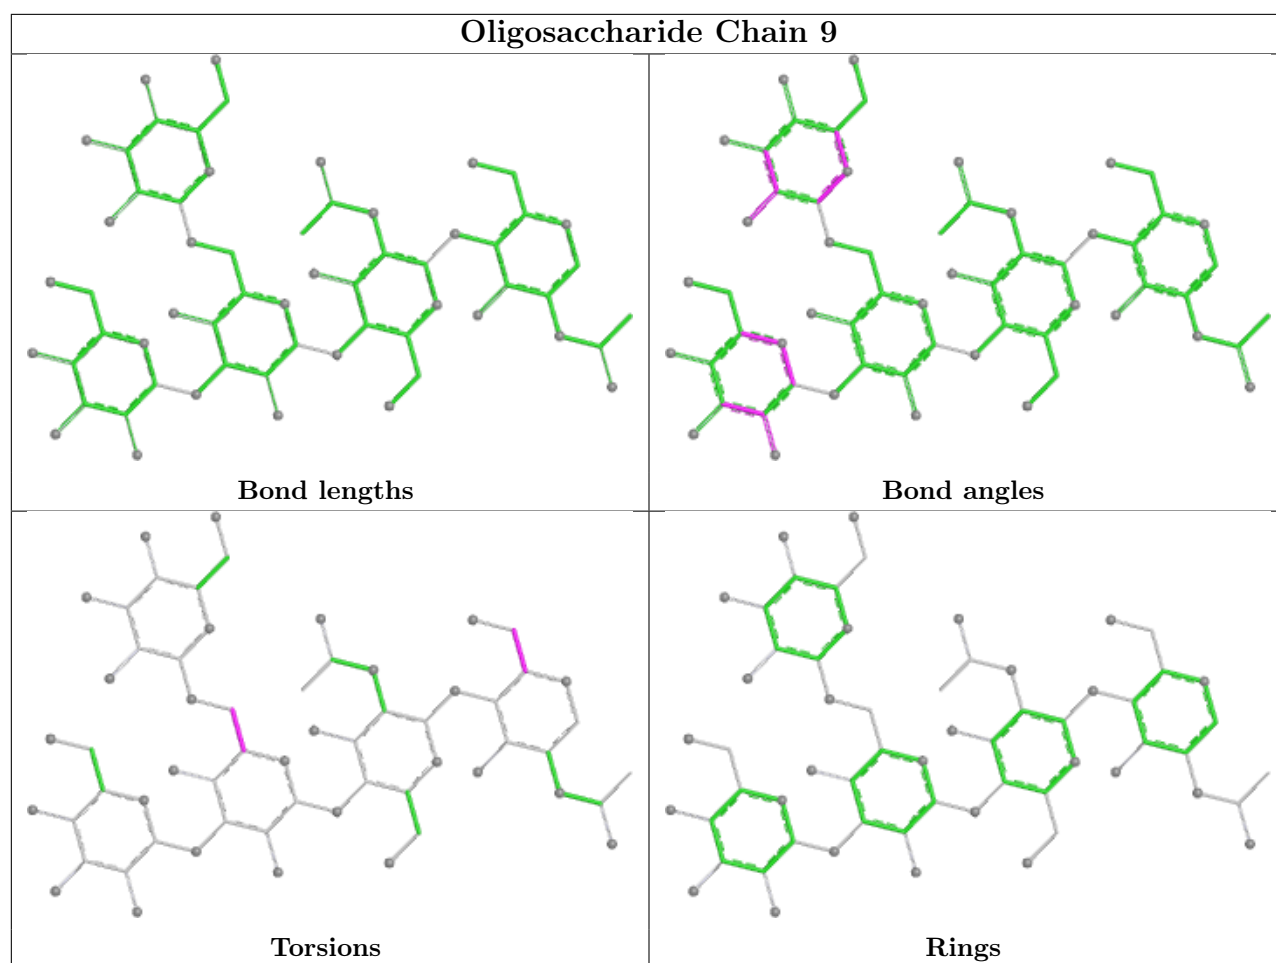 Oligosaccharide Chain 9
Bond lengths
Bond angles
Torsions
Rings